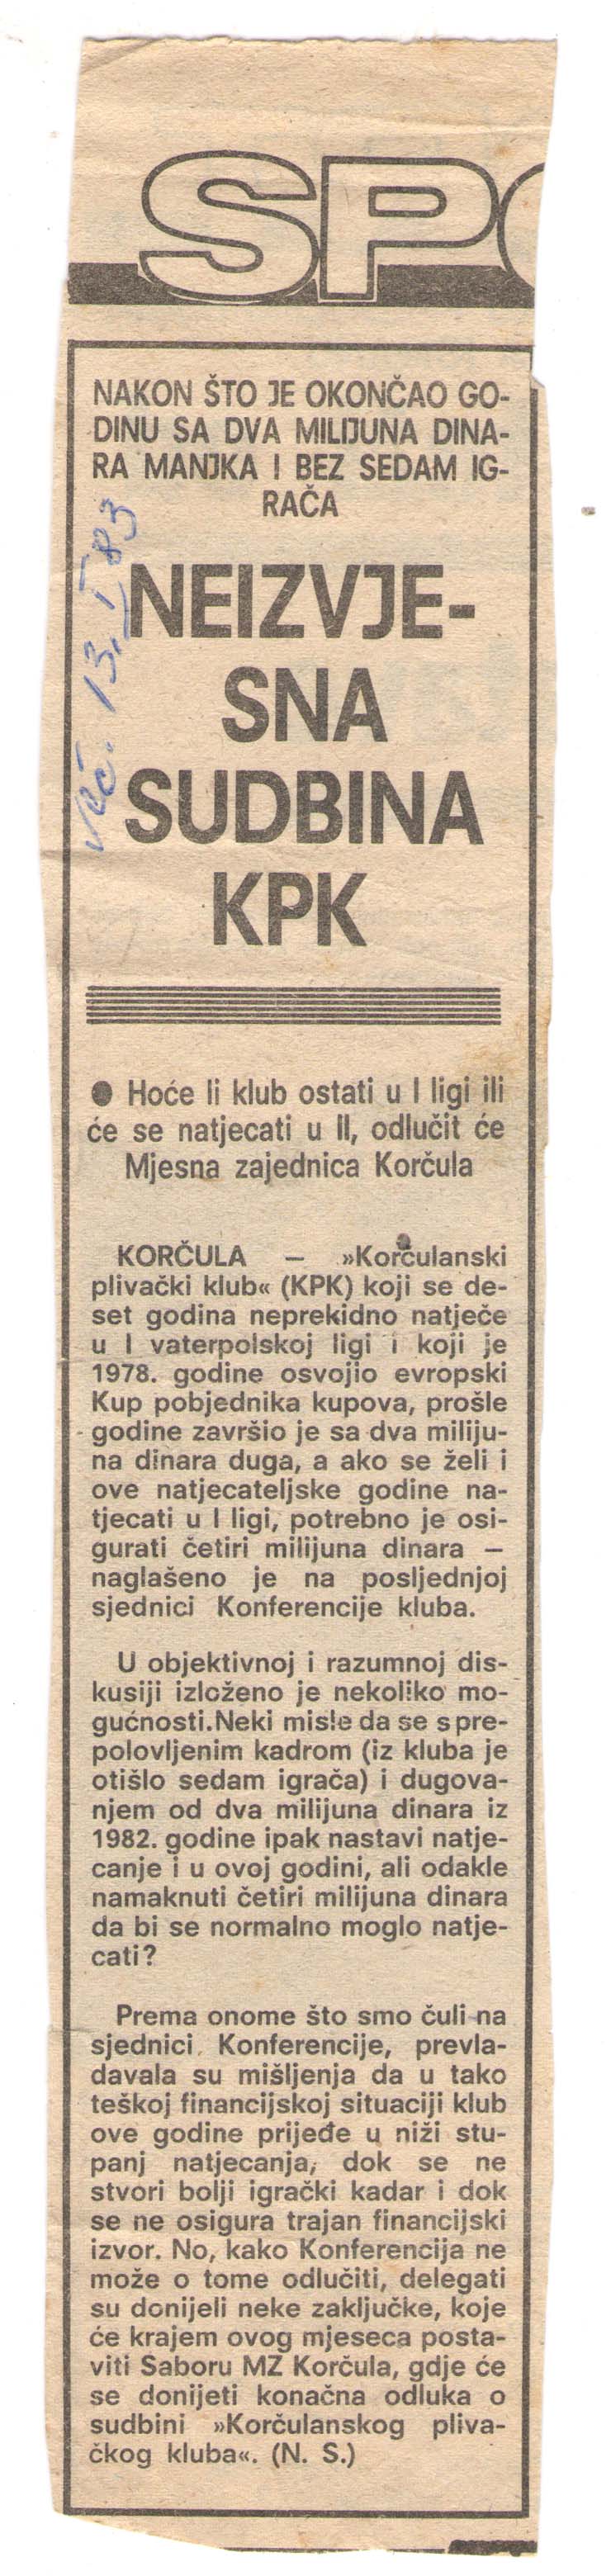 SPO
NAKON ŠTO JE OKONČAO GO-
DINU SA DVA MILIJUNA DINA-
RA MANJKA I BEZ SEDAM IG-
RAČA
13. I 83
NEIZVJE-
SNA
SUDBINA
KPK
● Hoće li klub ostati u I ligi ili
će se natjecati u II, odlučit će
Mjesna zajednica Korčula
KORČULA — »Korčulanski
plivački klub« (KPK) koji se de-
set godina neprekidno natječe
u I vaterpolskoj ligi i koji je
1978. godine osvojio evropski
Kup pobjednika kupova, prošle
godine završio je sa dva miliju-
na dinara duga, a ako se želi i
ove natjecateljske godine na-
tjecati u I ligi, potrebno je osi-
gurati četiri milijuna dinara —
naglašeno je na posljednjoj
sjednici Konferencije kluba.
U objektivnoj i razumnoj dis-
kusiji izloženo je nekoliko mo-
gućnosti.Neki misle da se s pre-
polovljenim kadrom (iz kluba je
otišlo sedam igrača) i dugova-
njem od dva milijuna dinara iz
1982. godine ipak nastavi natje-
canje i u ovoj godini, ali odakle
namaknuti četiri milijuna dinara
da bi se normalno moglo natje-
cati?
Prema onome što smo čuli na
sjednici Konferencije, prevla-
davala su mišljenja da u tako
teškoj financijskoj situaciji klub
ove godine prijeđe u niži stu-
panj natjecanja, dok se ne
stvori bolji igrački kadar i dok
se ne osigura trajan financijski
izvor. No, kako Konferencija ne
može o tome odlučiti, delegati
su donijeli neke zaključke, koje
će krajem ovog mjeseca posta-
viti Saboru MZ Korčula, gdje će
se donijeti konačna odluka o
sudbini »Korčulanskog pliva-
čkog kluba«. (N. S.)